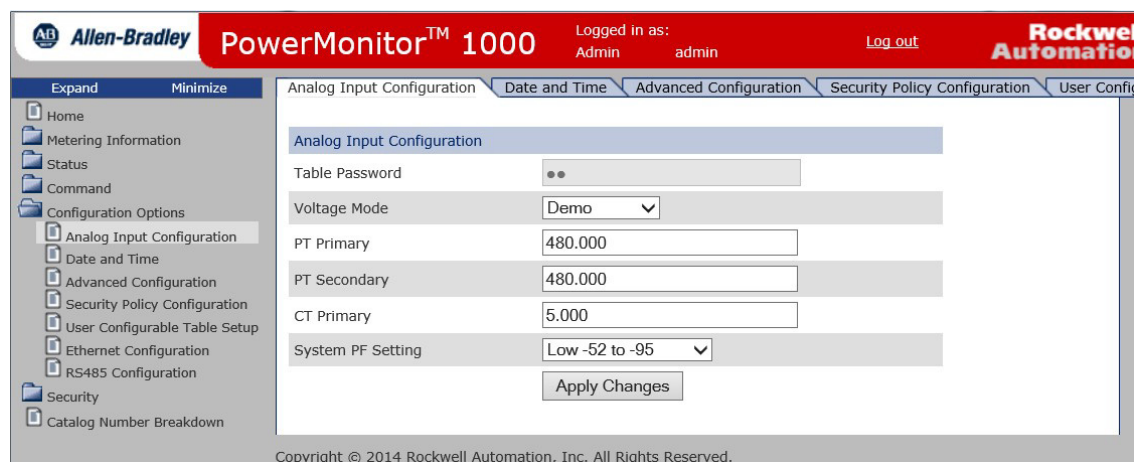 AB Allen-Bradley
PowerMonitor™ 1000
Logged in as:
Admin admin
Log out
Rockwel
Automatio
Expand Minimize
Home
Metering Information
Status
Command
Configuration Options
Analog Input Configuration
Date and Time
Advanced Configuration
Security Policy Configuration
User Configurable Table Setup
Ethernet Configuration
RS485 Configuration
Security
Catalog Number Breakdown
Analog Input Configuration Date and Time Advanced Configuration Security Policy Configuration User Config
Analog Input Configuration
Table Password ●●
Voltage Mode Demo
PT Primary 480.000
PT Secondary 480.000
CT Primary 5.000
System PF Setting Low -52 to -95
Apply Changes
Copyright © 2014 Rockwell Automation, Inc. All Rights Reserved.